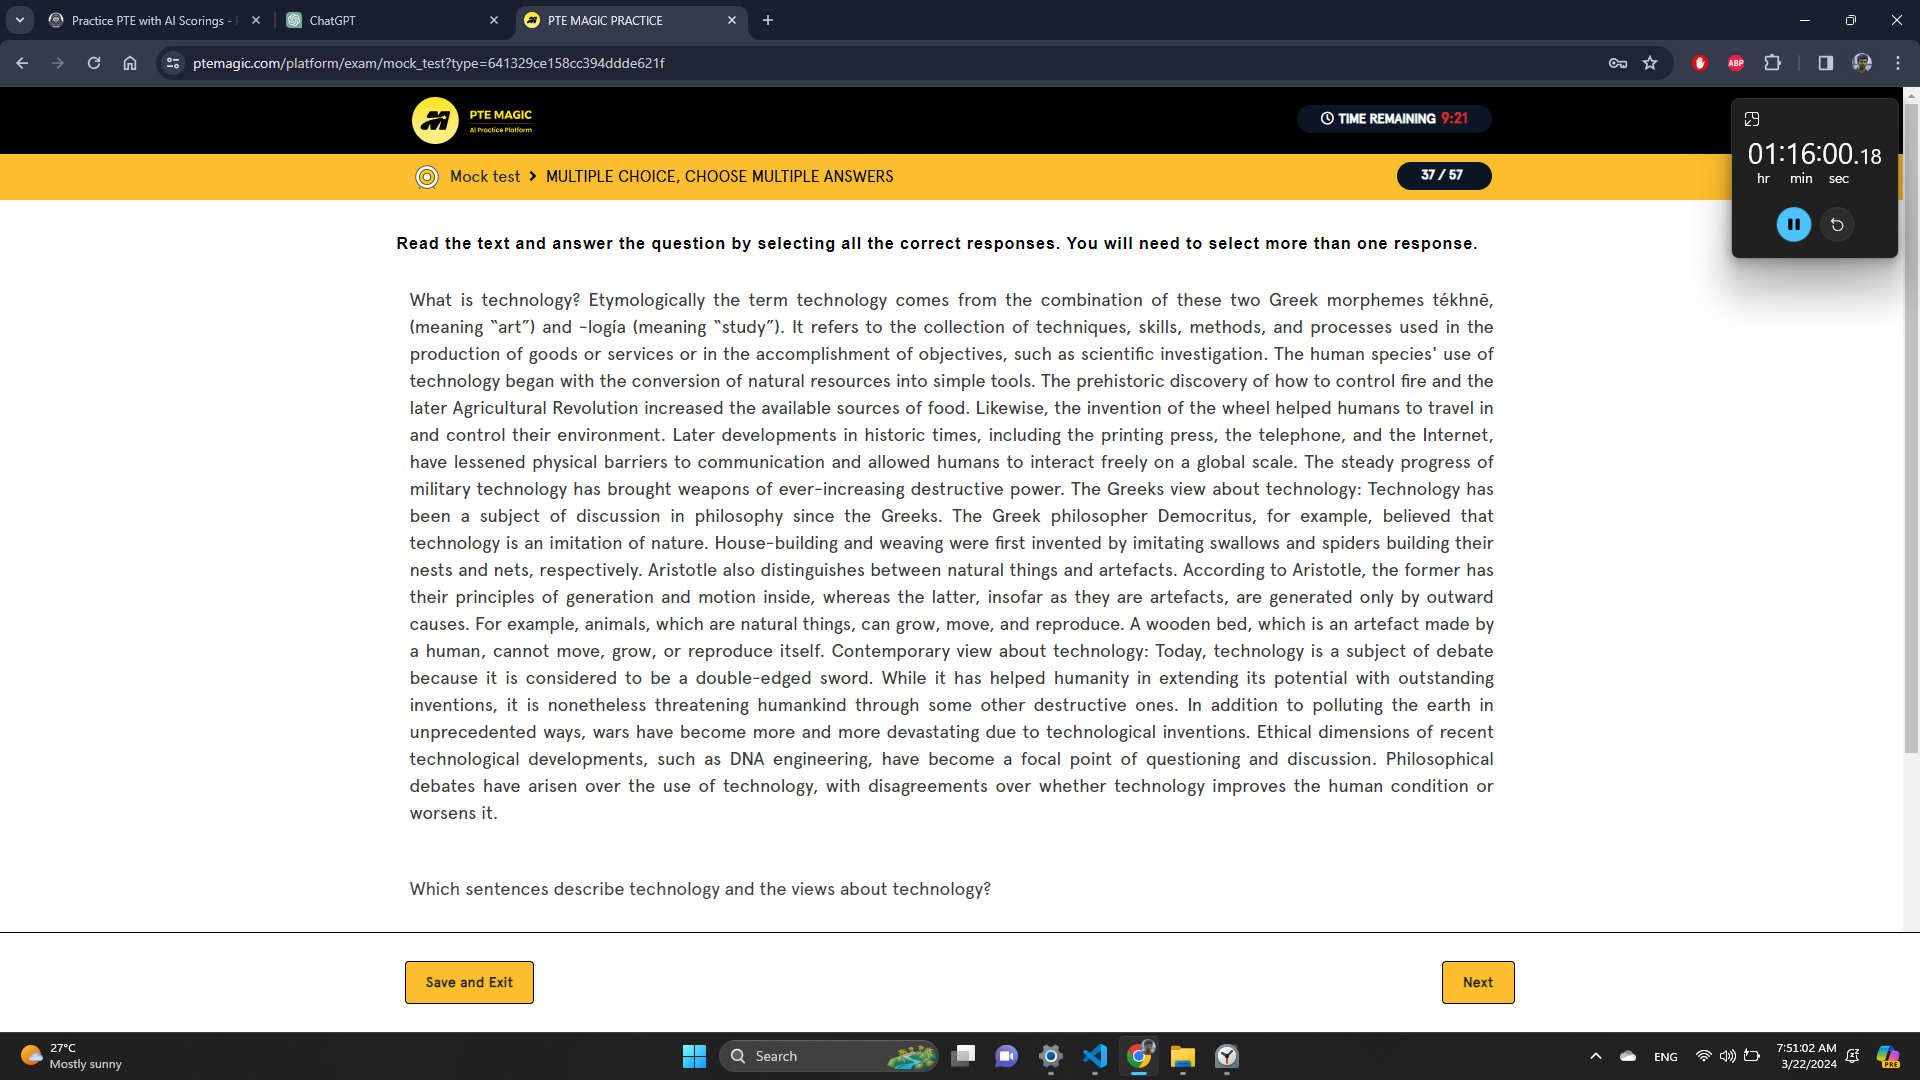 Practice PTE with AI Scorings -
ChatGPT
PTE MAGIC PRACTICE
ptemagic.com/platform/exam/mock_test?type=641329ce158cc394ddde621f
ABP
PTE MAGIC
AI Practice Platform
TIME REMAINING 9:21
01:16:00.18
hr min sec
Mock test > MULTIPLE CHOICE, CHOOSE MULTIPLE ANSWERS
37 / 57
Read the text and answer the question by selecting all the correct responses. You will need to select more than one response.
What is technology? Etymologically the term technology comes from the combination of these two Greek morphemes tékhnē,
(meaning “art”) and -logía (meaning “study”). It refers to the collection of techniques, skills, methods, and processes used in the
production of goods or services or in the accomplishment of objectives, such as scientific investigation. The human species' use of
technology began with the conversion of natural resources into simple tools. The prehistoric discovery of how to control fire and the
later Agricultural Revolution increased the available sources of food. Likewise, the invention of the wheel helped humans to travel in
and control their environment. Later developments in historic times, including the printing press, the telephone, and the Internet,
have lessened physical barriers to communication and allowed humans to interact freely on a global scale. The steady progress of
military technology has brought weapons of ever-increasing destructive power. The Greeks view about technology: Technology has
been a subject of discussion in philosophy since the Greeks. The Greek philosopher Democritus, for example, believed that
technology is an imitation of nature. House-building and weaving were first invented by imitating swallows and spiders building their
nests and nets, respectively. Aristotle also distinguishes between natural things and artefacts. According to Aristotle, the former has
their principles of generation and motion inside, whereas the latter, insofar as they are artefacts, are generated only by outward
causes. For example, animals, which are natural things, can grow, move, and reproduce. A wooden bed, which is an artefact made by
a human, cannot move, grow, or reproduce itself. Contemporary view about technology: Today, technology is a subject of debate
because it is considered to be a double-edged sword. While it has helped humanity in extending its potential with outstanding
inventions, it is nonetheless threatening humankind through some other destructive ones. In addition to polluting the earth in
unprecedented ways, wars have become more and more devastating due to technological inventions. Ethical dimensions of recent
technological developments, such as DNA engineering, have become a focal point of questioning and discussion. Philosophical
debates have arisen over the use of technology, with disagreements over whether technology improves the human condition or
worsens it.
Which sentences describe technology and the views about technology?
Save and Exit
Next
27°C
Mostly sunny
Search
ENG
7:51:02 AM
3/22/2024
PRE